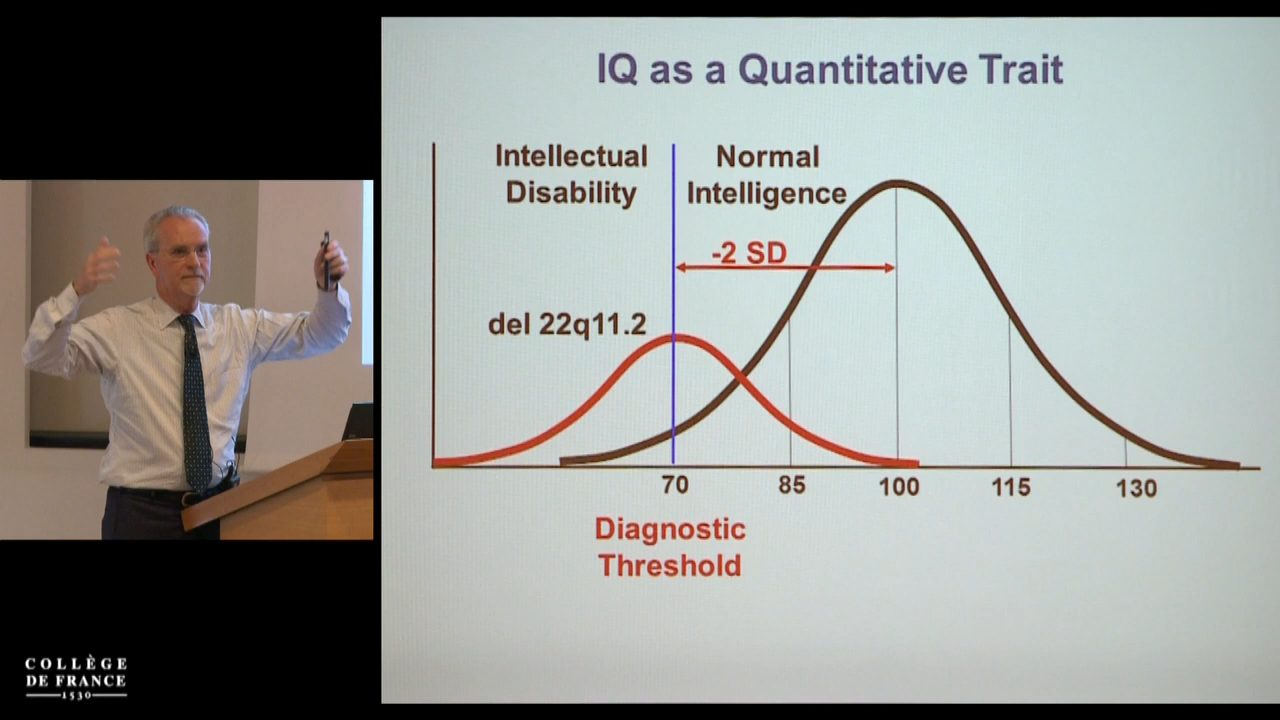 IQ as a Quantitative Trait
Intellectual
Disability
Normal
Intelligence
-2 SD
del 22q11.2
70
85
100
115
130
Diagnostic
Threshold
COLLÈGE
DE FRANCE
1530